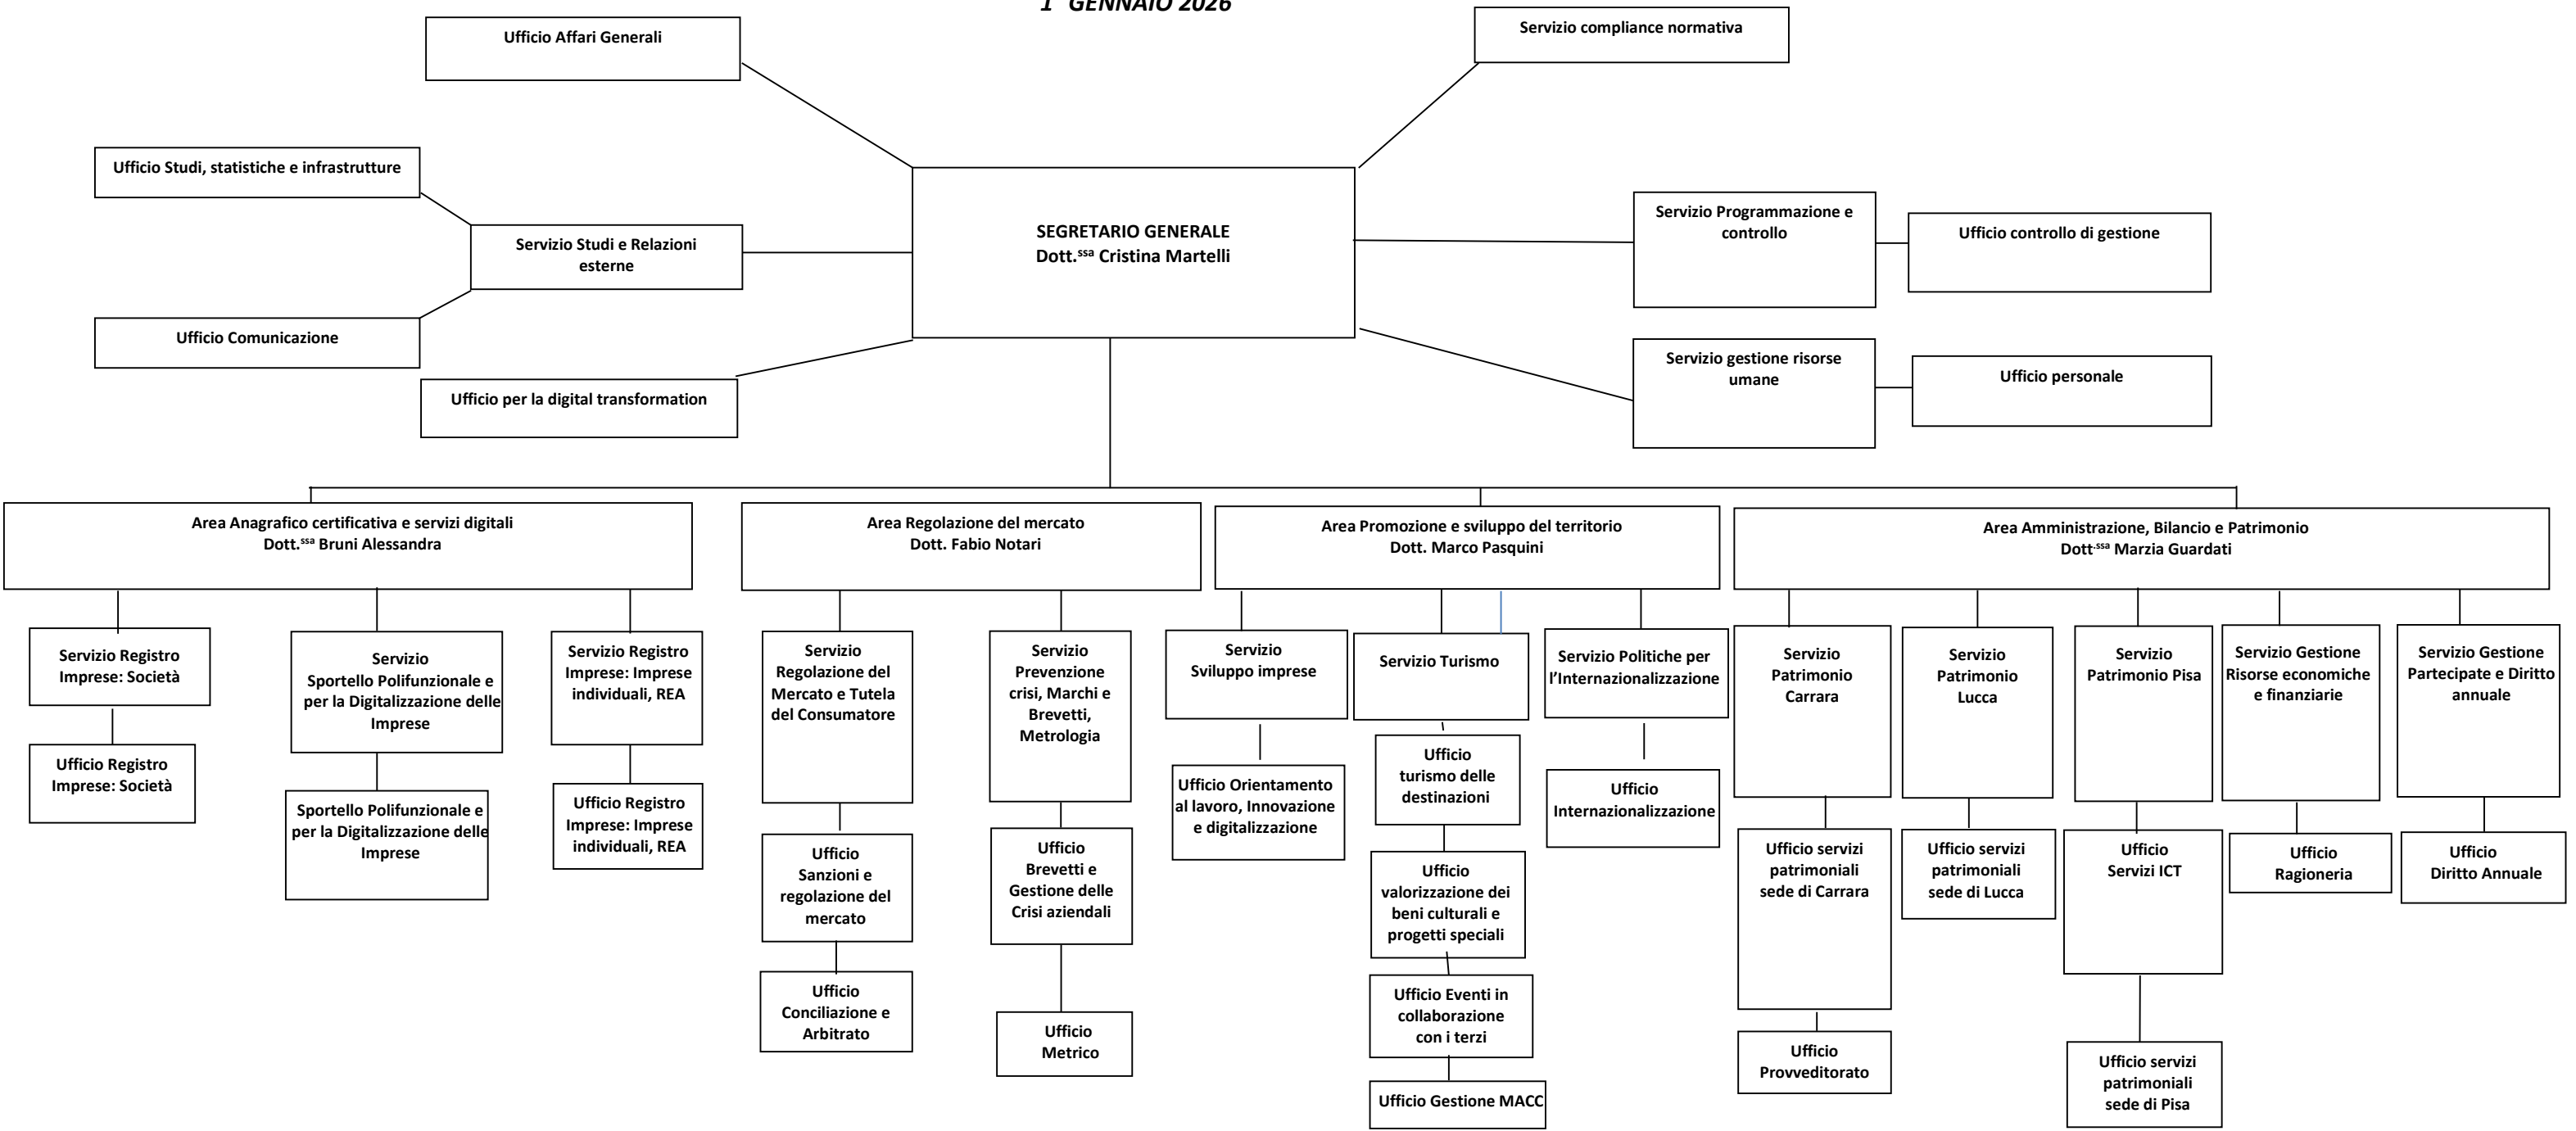 1° GENNAIO 2026
Ufficio Affari Generali
Servizio compliance normativa
Ufficio Studi, statistiche e infrastrutture
Servizio Studi e Relazioni
esterne
Ufficio Comunicazione
Ufficio per la digital transformation
SEGRETARIO GENERALE
Dott.ssa Cristina Martelli
Servizio Programmazione e
controllo
Ufficio controllo di gestione
Servizio gestione risorse
umane
Ufficio personale
Area Anagrafico certificativa e servizi digitali
Dott.ssa Bruni Alessandra
Servizio Registro
Imprese: Società
Ufficio Registro
Imprese: Società
Servizio
Sportello Polifunzionale e
per la Digitalizzazione delle
Imprese
Sportello Polifunzionale e
per la Digitalizzazione delle
Imprese
Servizio Registro
Imprese: Imprese
individuali, REA
Ufficio Registro
Imprese: Imprese
individuali, REA
Area Regolazione del mercato
Dott. Fabio Notari
Servizio
Regolazione del
Mercato e Tutela
del Consumatore
Ufficio
Sanzioni e
regolazione del
mercato
Ufficio
Conciliazione e
Arbitrato
Servizio
Prevenzione
crisi, Marchi e
Brevetti,
Metrologia
Ufficio
Brevetti e
Gestione delle
Crisi aziendali
Ufficio
Metrico
Area Promozione e sviluppo del territorio
Dott. Marco Pasquini
Servizio
Sviluppo imprese
Ufficio Orientamento
al lavoro, Innovazione
e digitalizzazione
Servizio Turismo
Ufficio
turismo delle
destinazioni
Ufficio
valorizzazione dei
beni culturali e
progetti speciali
Ufficio Eventi in
collaborazione
con i terzi
Ufficio Gestione MACC
Servizio Politiche per
l'Internazionalizzazione
Ufficio
Internazionalizzazione
Area Amministrazione, Bilancio e Patrimonio
Dott.ssa Marzia Guardati
Servizio
Patrimonio
Carrara
Ufficio servizi
patrimoniali
sede di Carrara
Ufficio
Provveditorato
Servizio
Patrimonio
Lucca
Ufficio servizi
patrimoniali
sede di Lucca
Servizio
Patrimonio Pisa
Ufficio
Servizi ICT
Ufficio servizi
patrimoniali
sede di Pisa
Servizio Gestione
Risorse economiche
e finanziarie
Ufficio
Ragioneria
Servizio Gestione
Partecipate e Diritto
annuale
Ufficio
Diritto Annuale